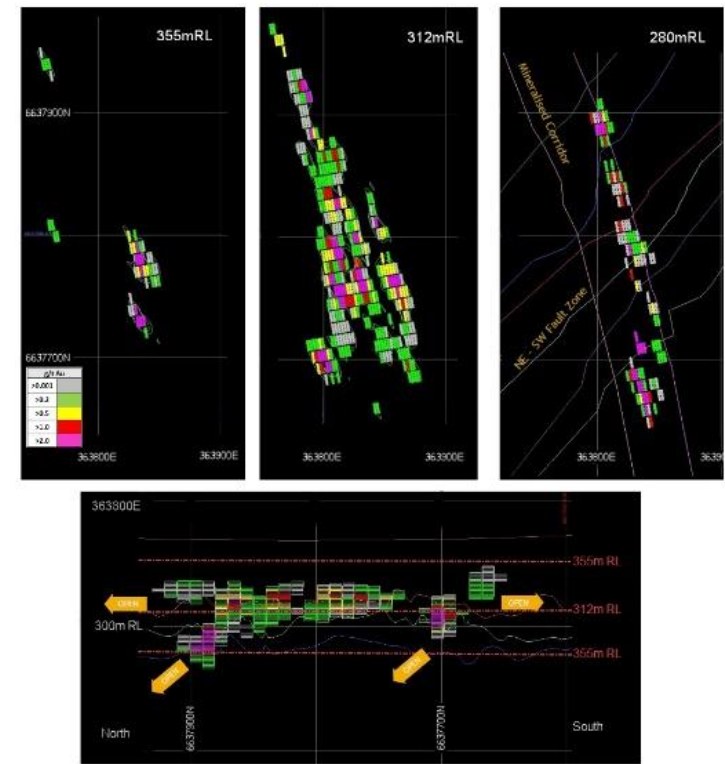 355mRL
6637900N
6637700N
g/t Au
>0.001
>0.3
>0.5
>1.0
>2.0
363800E
363900E
312mRL
363800E
363900E
280mRL
Mineralised Corridor
NE - SW Fault Zone
363800E
3639
363800E
355m RL
OPEN
OPEN
312m RL
300m RL
355m RL
OPEN
OPEN
North
6637900N
6637700N
South